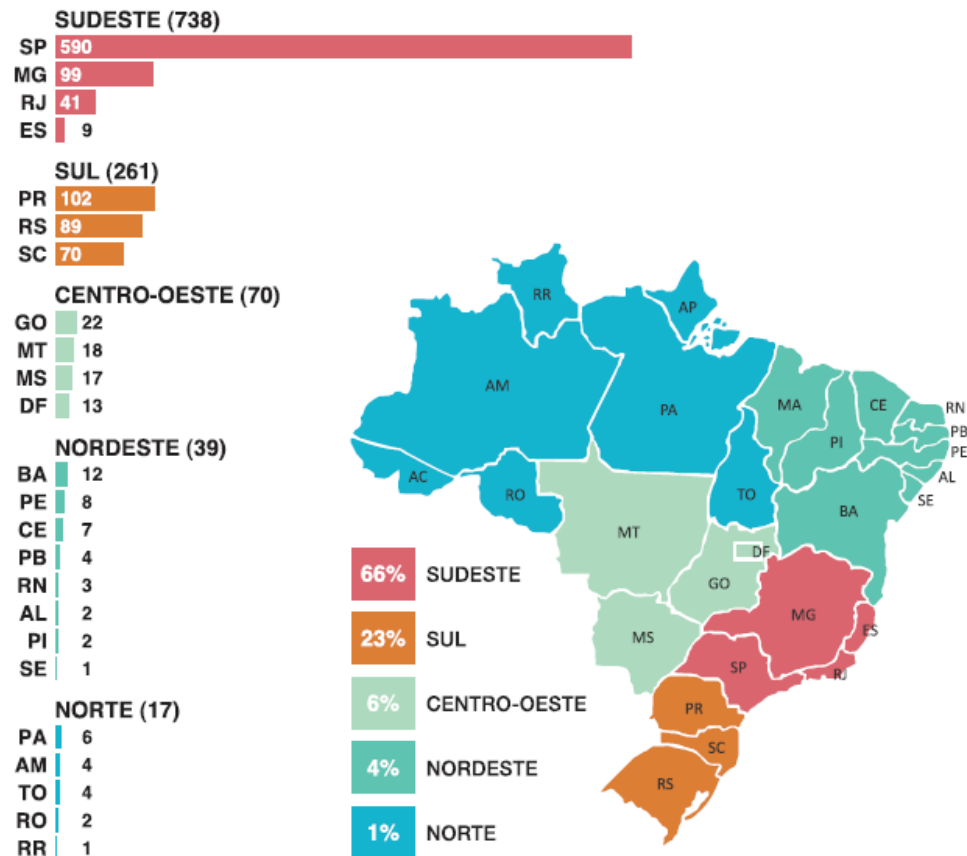 SUDESTE (738)
SP 590
MG 99
RJ 41
ES 9
SUL (261)
PR 102
RS 89
SC 70
CENTRO-OESTE (70)
GO 22
MT 18
MS 17
DF 13
NORDESTE (39)
BA 12
PE 8
CE 7
PB 4
RN 3
AL 2
PI 2
SE 1
NORTE (17)
PA 6
AM 4
TO 4
RO 2
RR 1
RR
AP
AM
PA
MA
CE
RN
PB
PI
PE
AC
RO
TO
AL
SE
BA
MT
DF
GO
MG
MS
ES
SP
RJ
PR
SC
RS
66% SUDESTE
23% SUL
6% CENTRO-OESTE
4% NORDESTE
1% NORTE